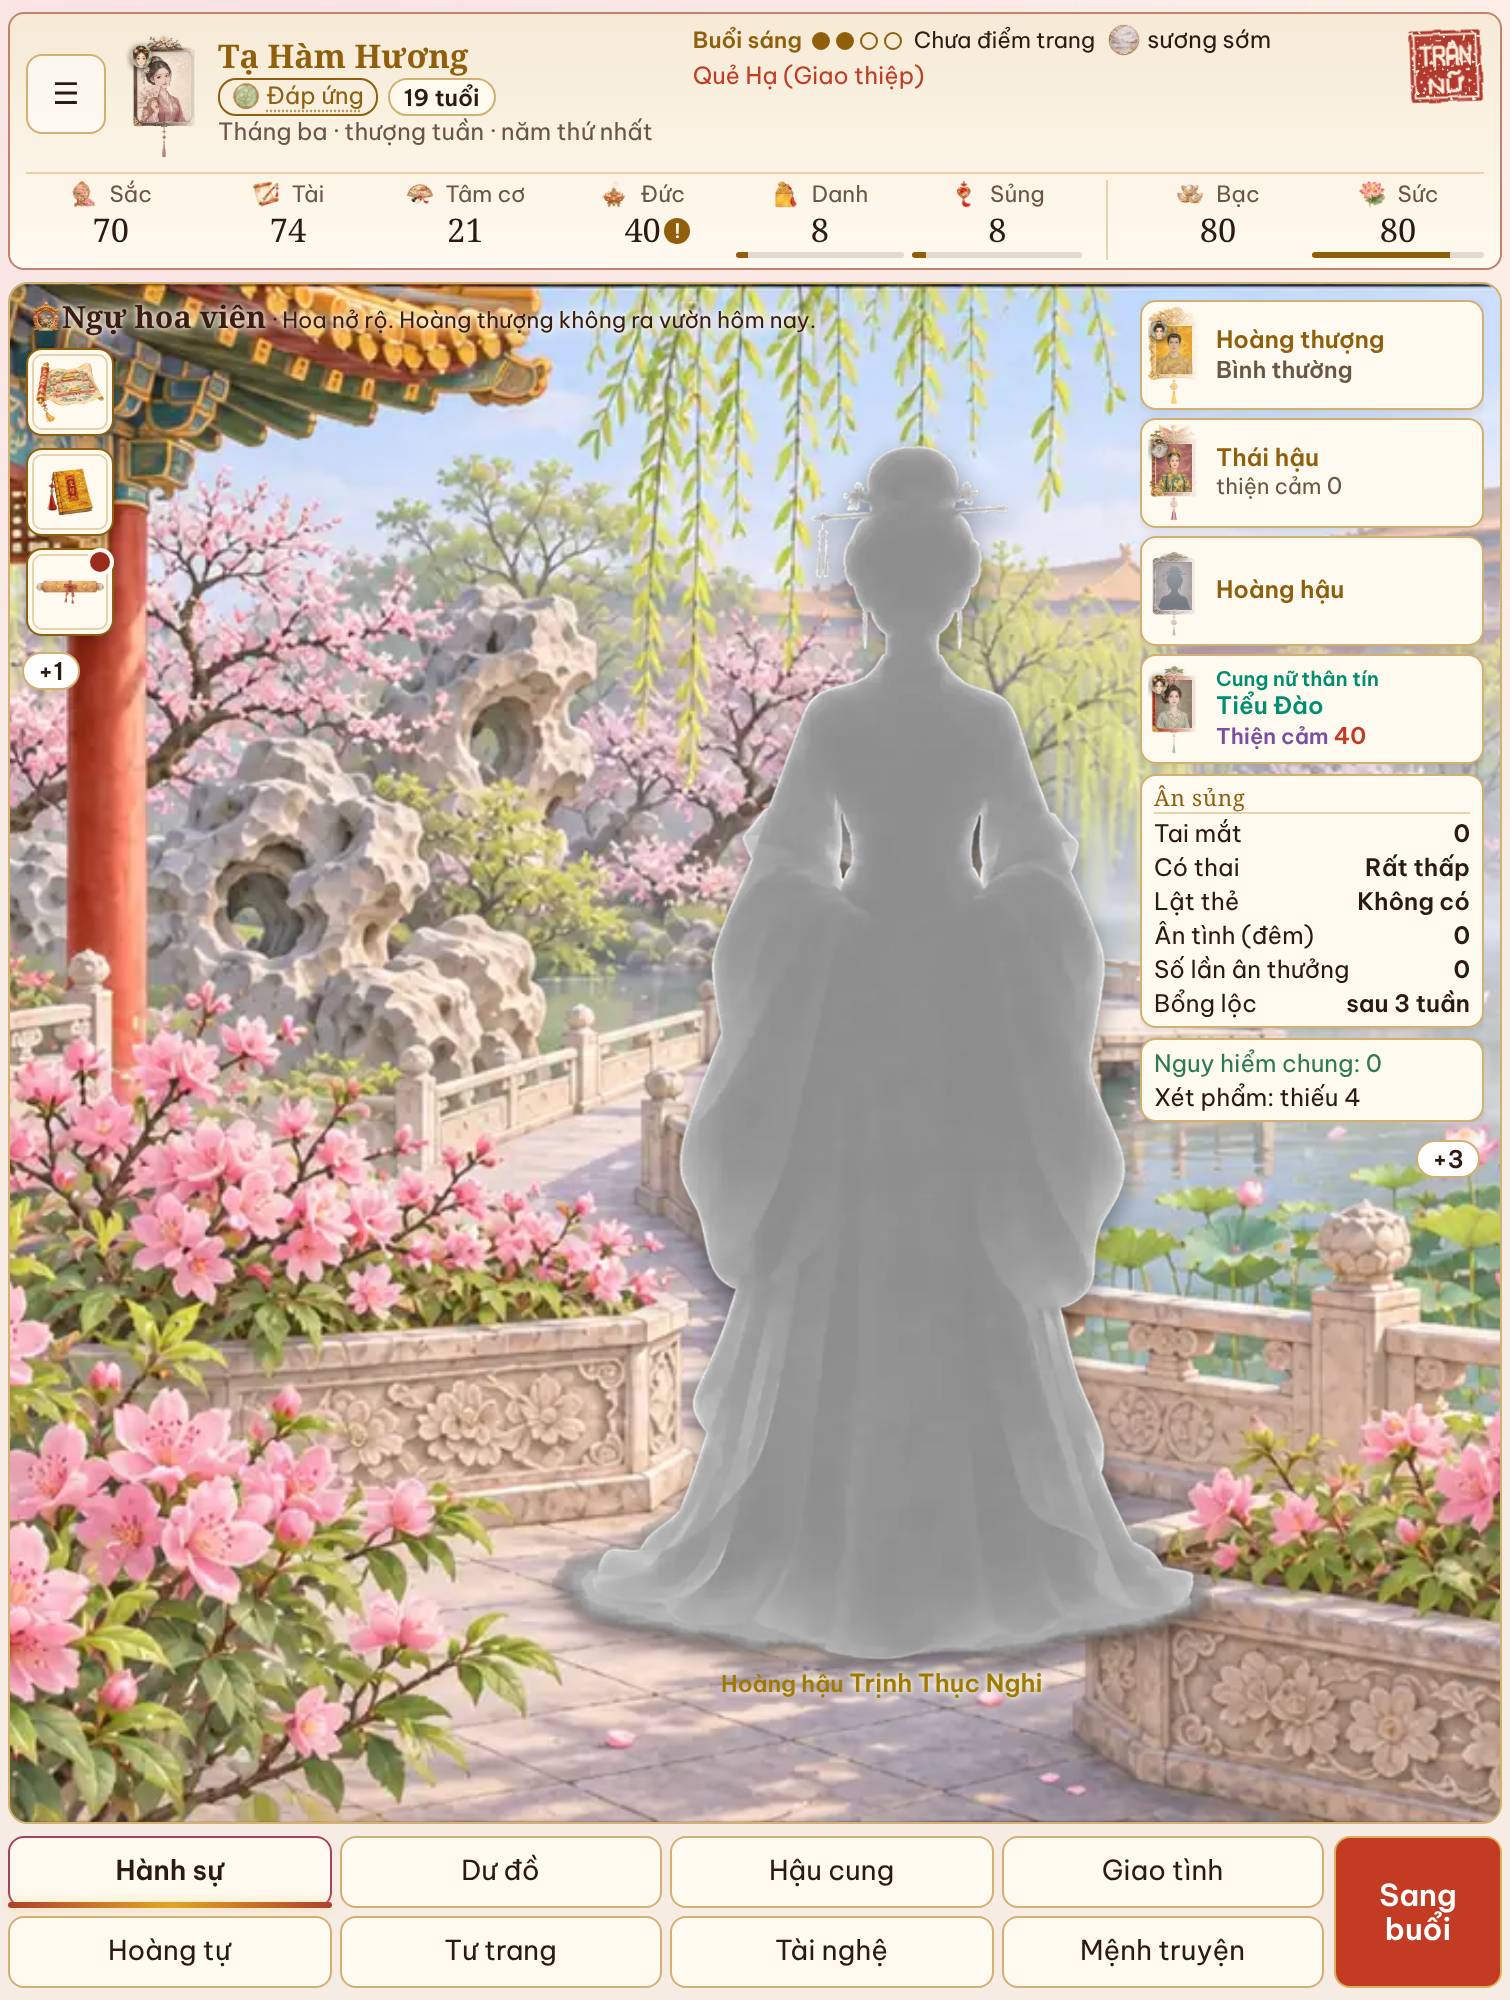 ☰
Tạ Hàm Hương
Đáp ứng
19 tuổi
Tháng ba · thượng tuần · năm thứ nhất
Buổi sáng
Chưa điểm trang
sương sớm
Quẻ Hạ (Giao thiệp)
TRÂN NỮ
Sắc
70
Tài
74
Tâm cơ
21
Đức
40 !
Danh
8
Sủng
8
Bạc
80
Sức
80
Ngự hoa viên · Hoa nở rộ. Hoàng thượng không ra vườn hôm nay.
+1
Hoàng thượng
Bình thường
Thái hậu
thiện cảm 0
Hoàng hậu
Cung nữ thân tín
Tiểu Đào
Thiện cảm 40
Ân sủng
Tai mắt 0
Có thai Rất thấp
Lật thẻ Không có
Ân tình (đêm) 0
Số lần ân thưởng 0
Bổng lộc sau 3 tuần
Nguy hiểm chung: 0
Xét phẩm: thiếu 4
+3
Hoàng hậu Trịnh Thục Nghi
Hành sự
Dư đồ
Hậu cung
Giao tình
Hoàng tự
Tư trang
Tài nghệ
Mệnh truyện
Sang
buổi